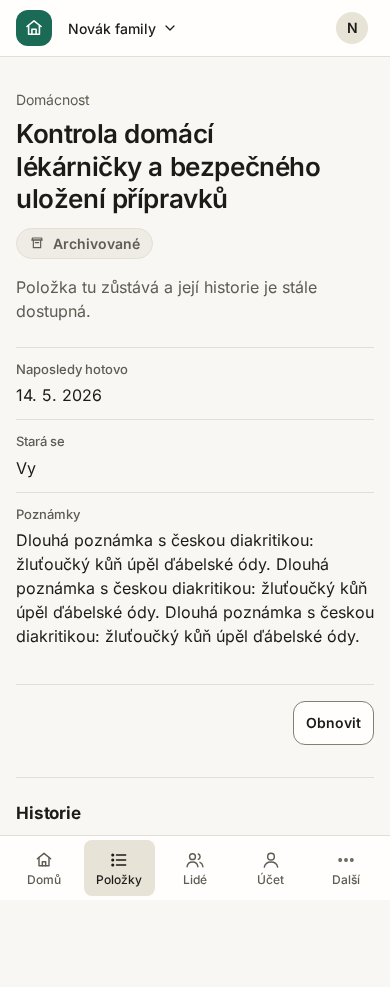 Novák family
N
Domácnost
Kontrola domácí
lékárničky a bezpečného
uložení přípravků
Archivované
Položka tu zůstává a její historie je stále
dostupná.
Naposledy hotovo
14. 5. 2026
Stará se
Vy
Poznámky
Dlouhá poznámka s českou diakritikou:
žluťoučký kůň úpěl ďábelské ódy. Dlouhá
poznámka s českou diakritikou: žluťoučký kůň
úpěl ďábelské ódy. Dlouhá poznámka s českou
diakritikou: žluťoučký kůň úpěl ďábelské ódy.
Obnovit
Historie
Domů
Položky
Lidé
Účet
Další